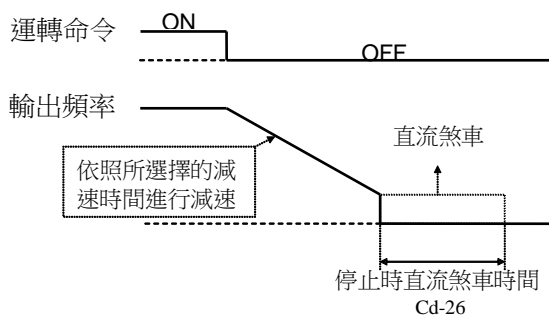 運轉命令
ON
OFF
輸出頻率
依照所選擇的減
速時間進行減速
直流煞車
停止時直流煞車時間
Cd-26